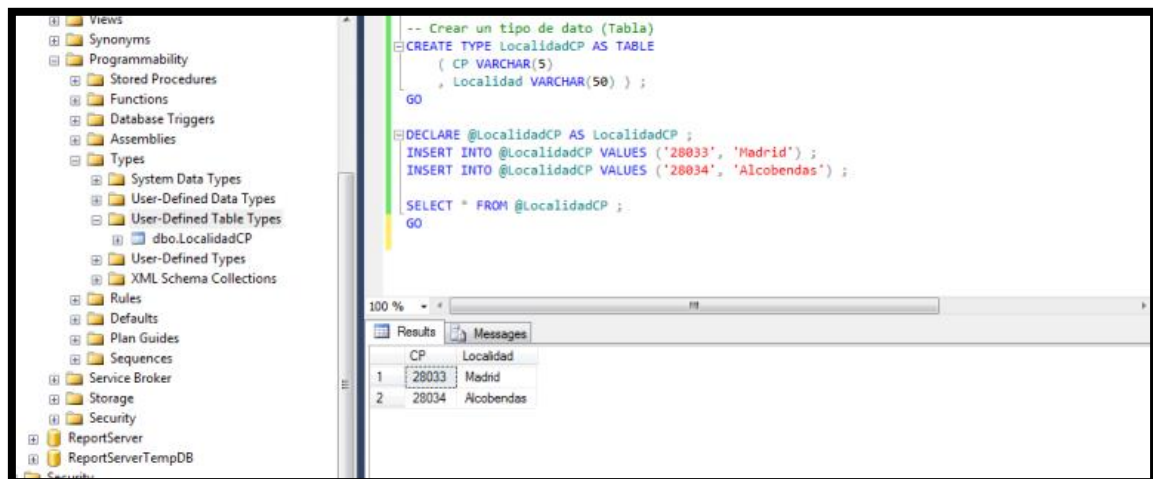 Views
Synonyms
Programmability
Stored Procedures
Functions
Database Triggers
Assemblies
Types
System Data Types
User-Defined Data Types
User-Defined Table Types
dbo.LocalidadCP
User-Defined Types
XML Schema Collections
Rules
Defaults
Plan Guides
Sequences
Service Broker
Storage
Security
ReportServer
ReportServerTempDB
Security
-- Crear un tipo de dato (Tabla)
CREATE TYPE LocalidadCP AS TABLE
( CP VARCHAR(5)
, Localidad VARCHAR(50) ) ;
GO
DECLARE @LocalidadCP AS LocalidadCP ;
INSERT INTO @LocalidadCP VALUES ('28033', 'Madrid') ;
INSERT INTO @LocalidadCP VALUES ('28034', 'Alcobendas') ;
SELECT * FROM @LocalidadCP ;
GO
100 %
Results Messages
CP Localidad
1 28033 Madrid
2 28034 Alcobendas